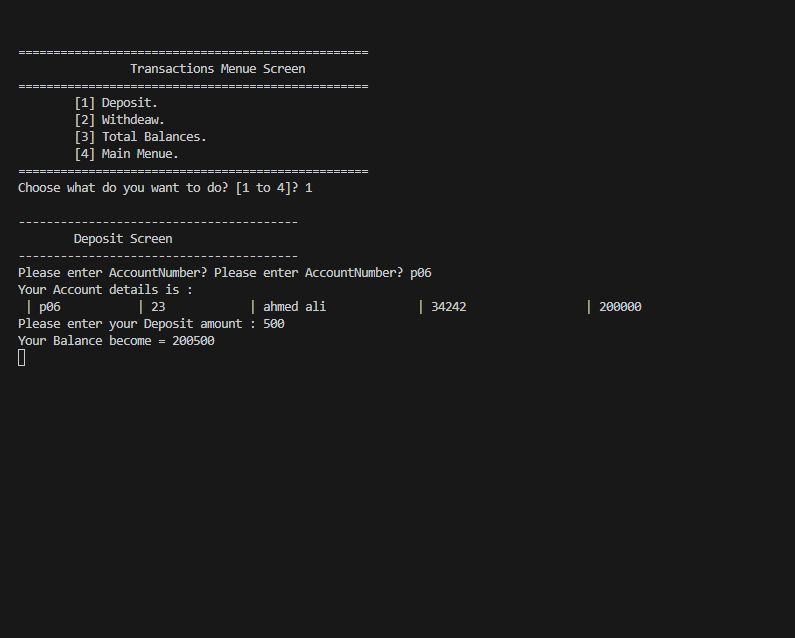 ==================================================
Transactions Menue Screen
==================================================
[1] Deposit.
[2] Withdeaw.
[3] Total Balances.
[4] Main Menue.
==================================================
Choose what do you want to do? [1 to 4]? 1
----------------------------------------
Deposit Screen
----------------------------------------
Please enter AccountNumber? Please enter AccountNumber? p06
Your Account details is :
| p06 | 23 | ahmed ali | 34242 | 200000
Please enter your Deposit amount : 500
Your Balance become = 200500